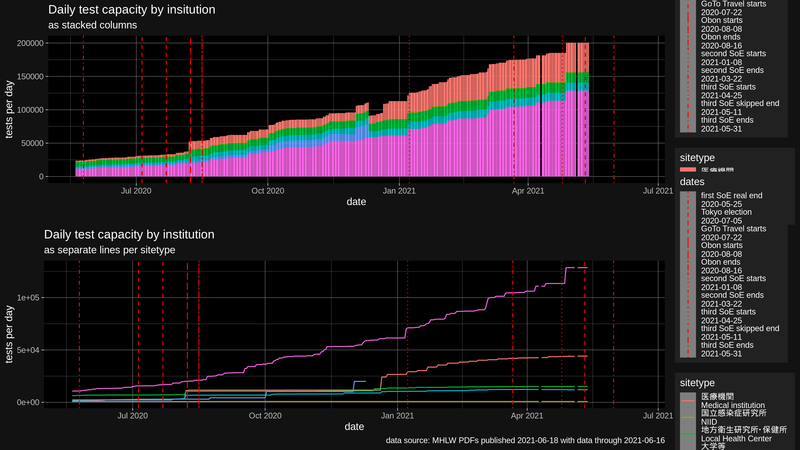 Daily test capacity by insitution
as stacked columns
tests per day
200000
150000
100000
50000
0
Jul 2020
Oct 2020
Jan 2021
Apr 2021
Jul 2021
date
GoTo Travel starts
2020-07-22
Obon starts
2020-08-08
Obon ends
2020-08-16
second SoE starts
2021-01-08
second SoE ends
2021-03-22
third SoE starts
2021-04-25
third SoE skipped end
2021-05-11
third SoE ends
2021-05-31
sitetype
医療機関
dates
first SoE real end
2020-05-25
Tokyo election
2020-07-05
GoTo Travel starts
2020-07-22
Obon starts
2020-08-08
Obon ends
2020-08-16
second SoE starts
2021-01-08
second SoE ends
2021-03-22
third SoE starts
2021-04-25
third SoE skipped end
2021-05-11
third SoE ends
2021-05-31
Daily test capacity by institution
as separate lines per sitetype
tests per day
1e+05
5e+04
0e+00
Jul 2020
Oct 2020
Jan 2021
Apr 2021
Jul 2021
date
data source: MHLW PDFs published 2021-06-18 with data through 2021-06-16
sitetype
医療機関
Medical institution
国立感染症研究所
NIID
地方衛生研究所・保健所
Local Health Center
大学等